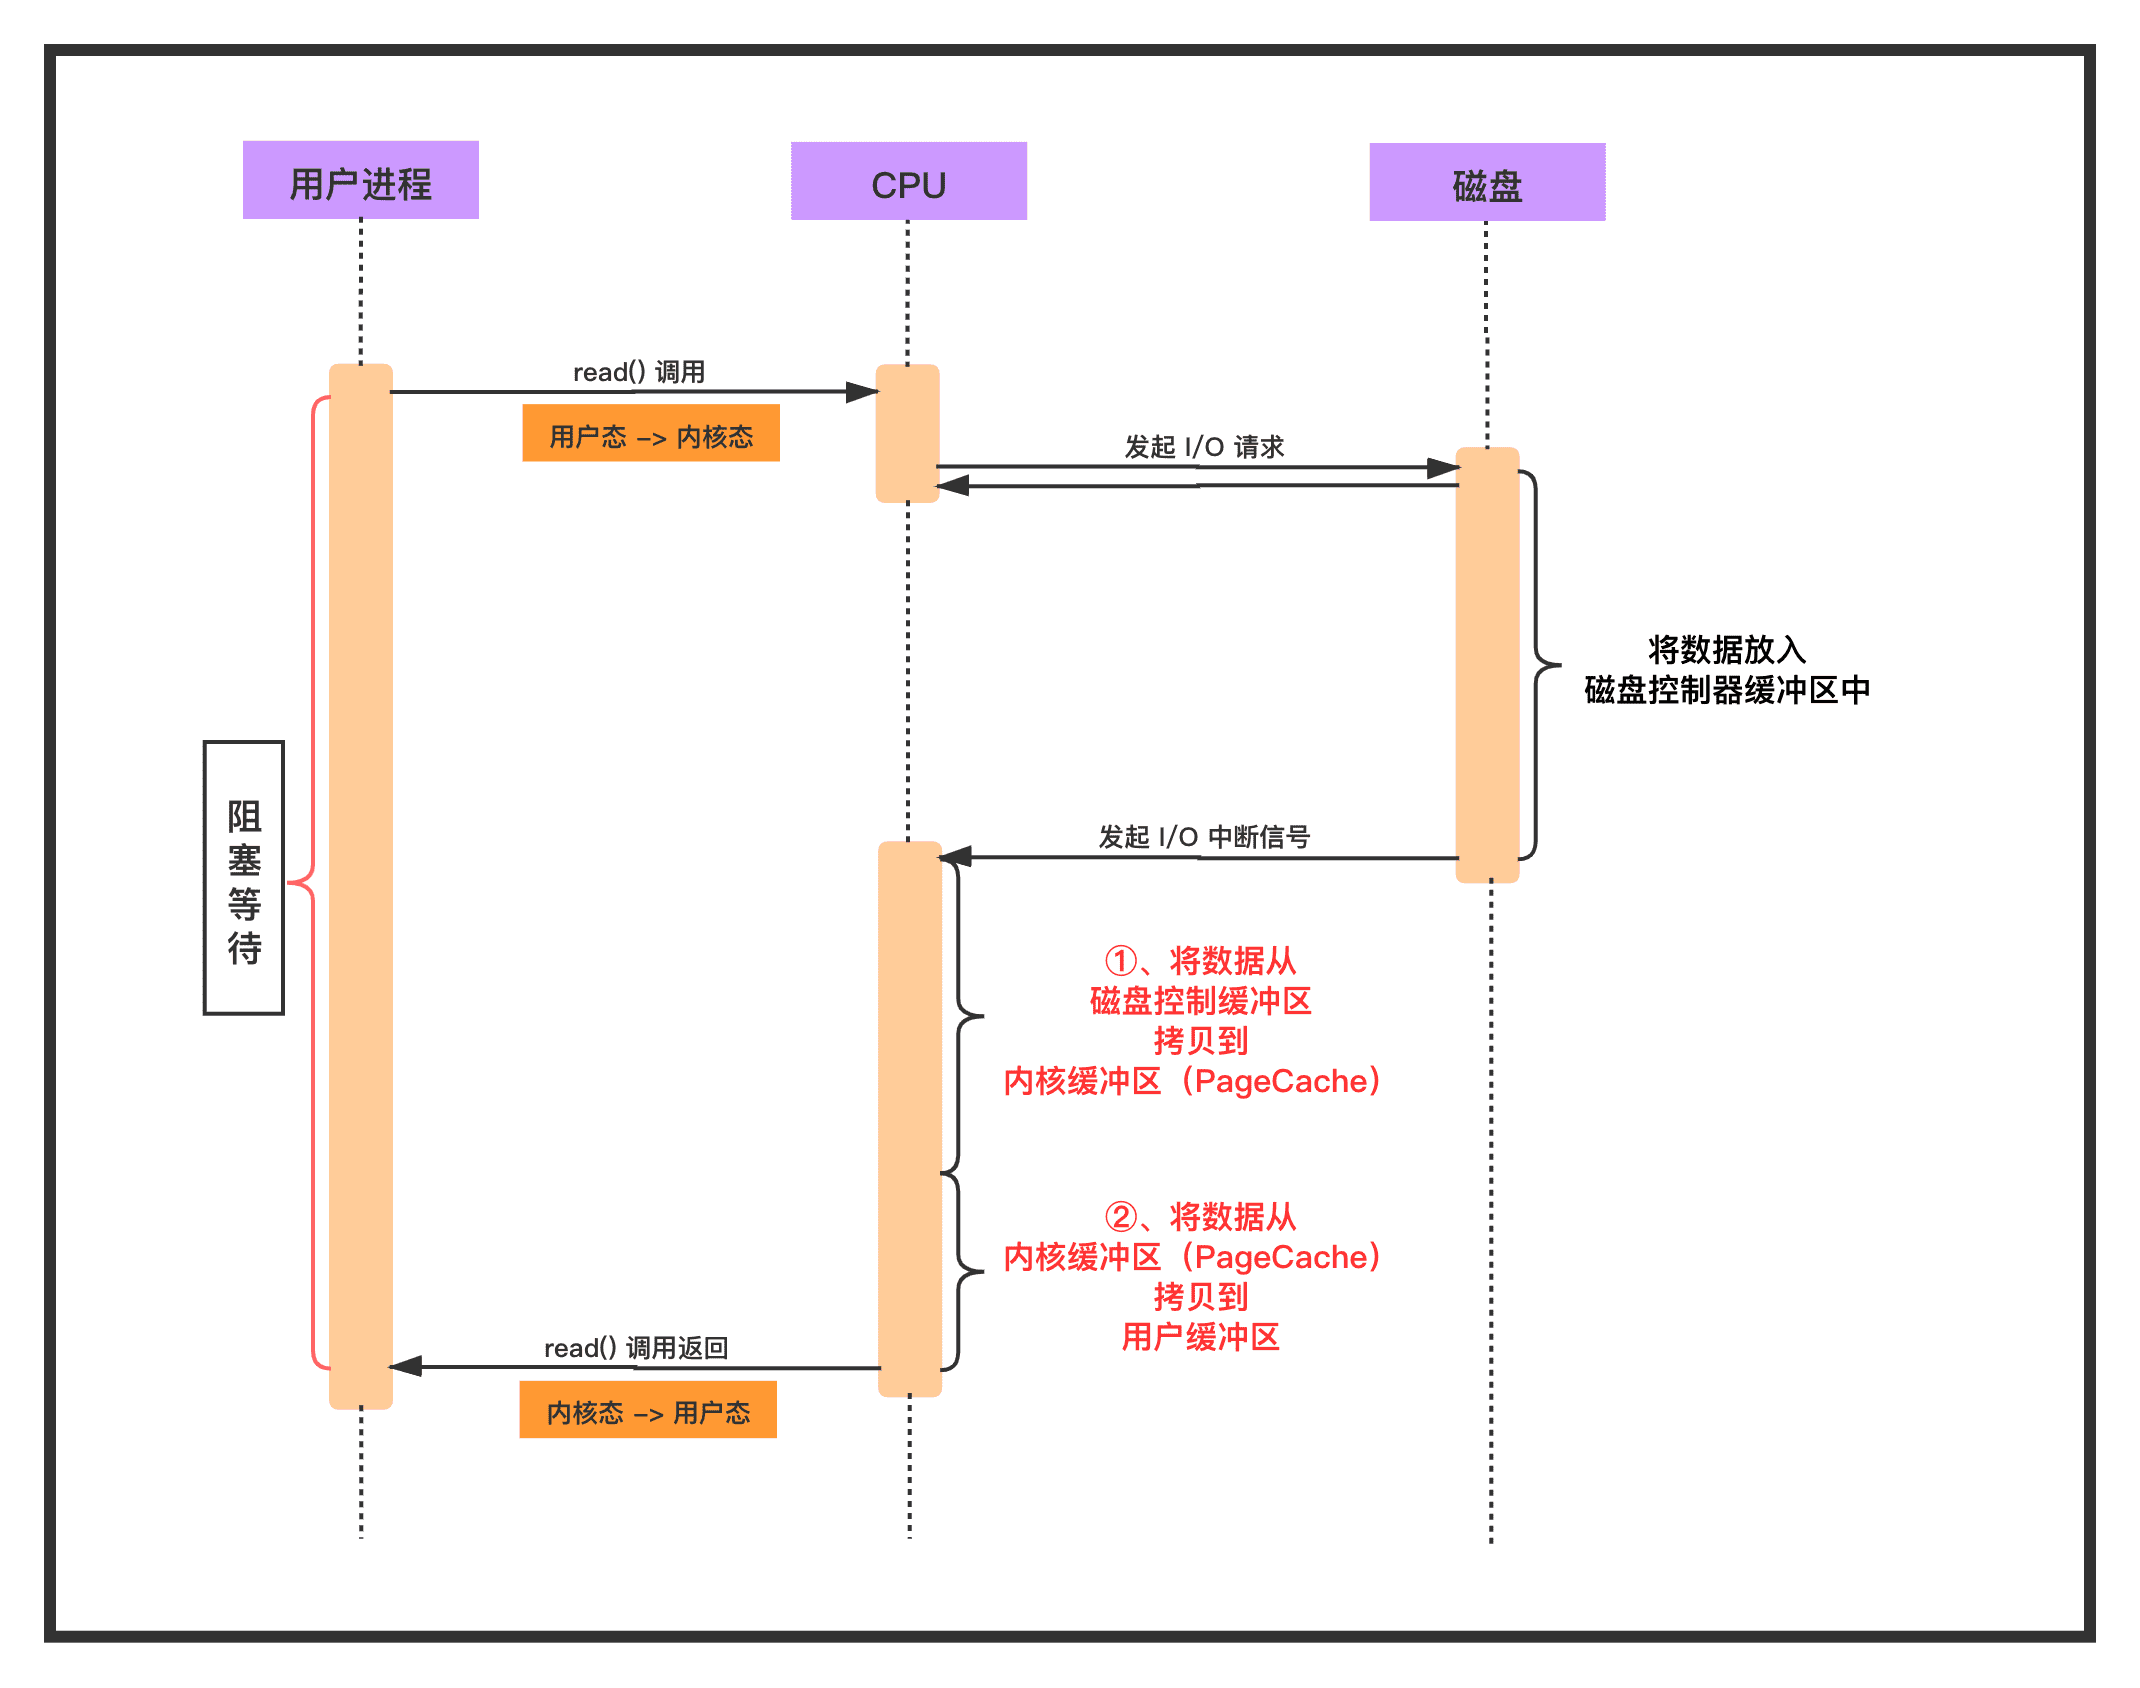 用户进程
CPU
磁盘
read() 调用
用户态 -> 内核态
发起 I/O 请求
将数据放入
磁盘控制器缓冲区中
阻
塞
等
待
发起 I/O 中断信号
①、将数据从
磁盘控制缓冲区
拷贝到
内核缓冲区（PageCache）
②、将数据从
内核缓冲区（PageCache）
拷贝到
用户缓冲区
read() 调用返回
内核态 -> 用户态